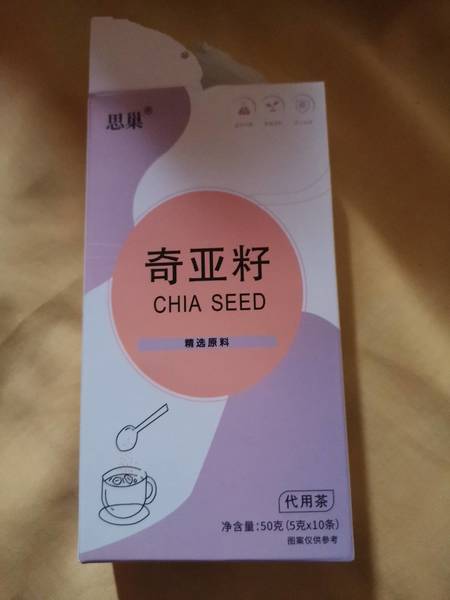 思巢®
奇亚籽
CHIA SEED
精选原料
代用茶
净含量:50克(5克x10条)
图案仅供参考